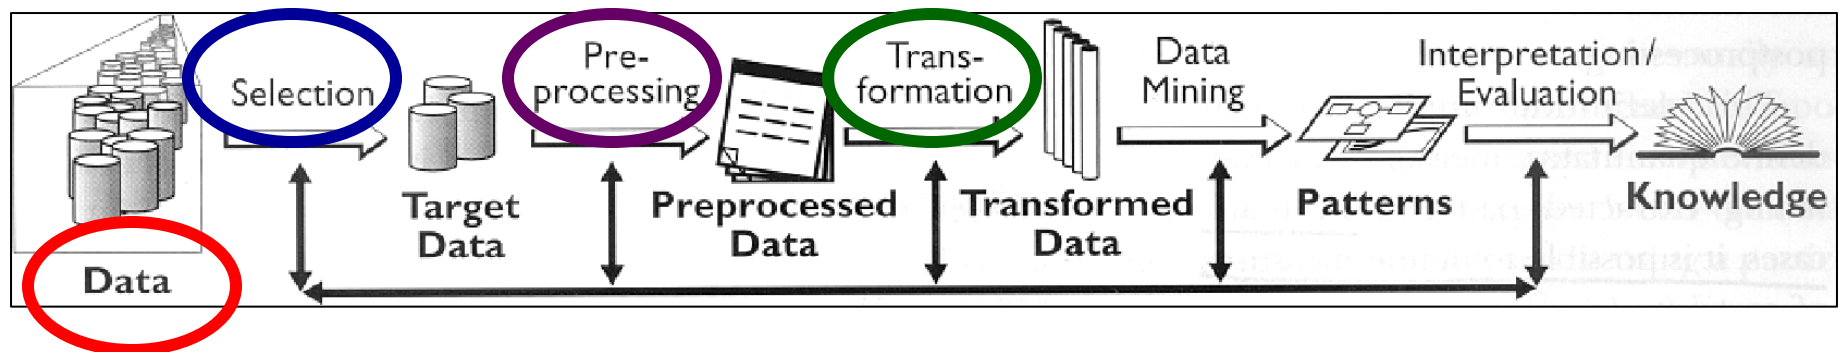 Selection
Pre-
processing
Trans-
formation
Data
Mining
Interpretation/
Evaluation
Data
Target
Data
Preprocessed
Data
Transformed
Data
Patterns
Knowledge